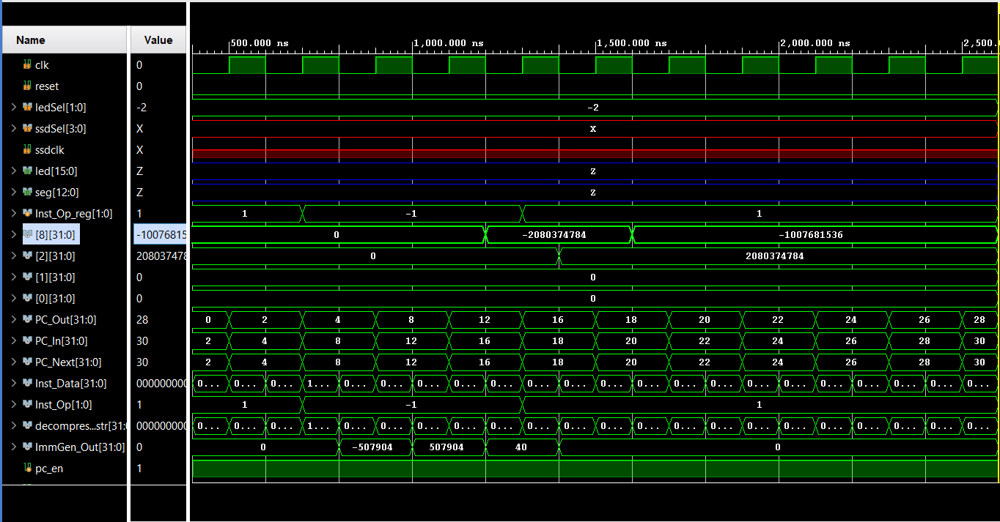 Name Value
500.000 ns 1,000.000 ns 1,500.000 ns 2,000.000 ns 2,500.
clk 0
reset 0
ledSel[1:0] -2 -2
ssdSel[3:0] X X
ssdclk X
led[15:0] Z Z
seg[12:0] Z Z
Inst_Op_reg[1:0] 1 1 -1 1
[8][31:0] -10076815 0 -2080374784 -1007681536
[2][31:0] 208037478 0 2080374784
[1][31:0] 0 0
[0][31:0] 0 0
PC_Out[31:0] 28 0 2 4 8 12 16 18 20 22 24 26 28
PC_In[31:0] 30 2 4 8 12 16 18 20 22 24 26 28 30
PC_Next[31:0] 30 2 4 8 12 16 18 20 22 24 26 28 30
Inst_Data[31:0] 000000000 0... 0... 0... 1... 0... 0... 0... 0... 0... 0... 0... 0... 0... 0... 0... 0... 0... 0... 0... 0... 0... 0...
Inst_Op[1:0] 1 1 -1 1
decompres...str[31:0 000000000 0... 0... 0... 1... 0... 0... 0... 0... 0... 0... 0... 0... 0... 0... 0... 0... 0... 0... 0... 0... 0... 0...
ImmGen_Out[31:0] 0 0 -507904 507904 40 0
pc_en 1